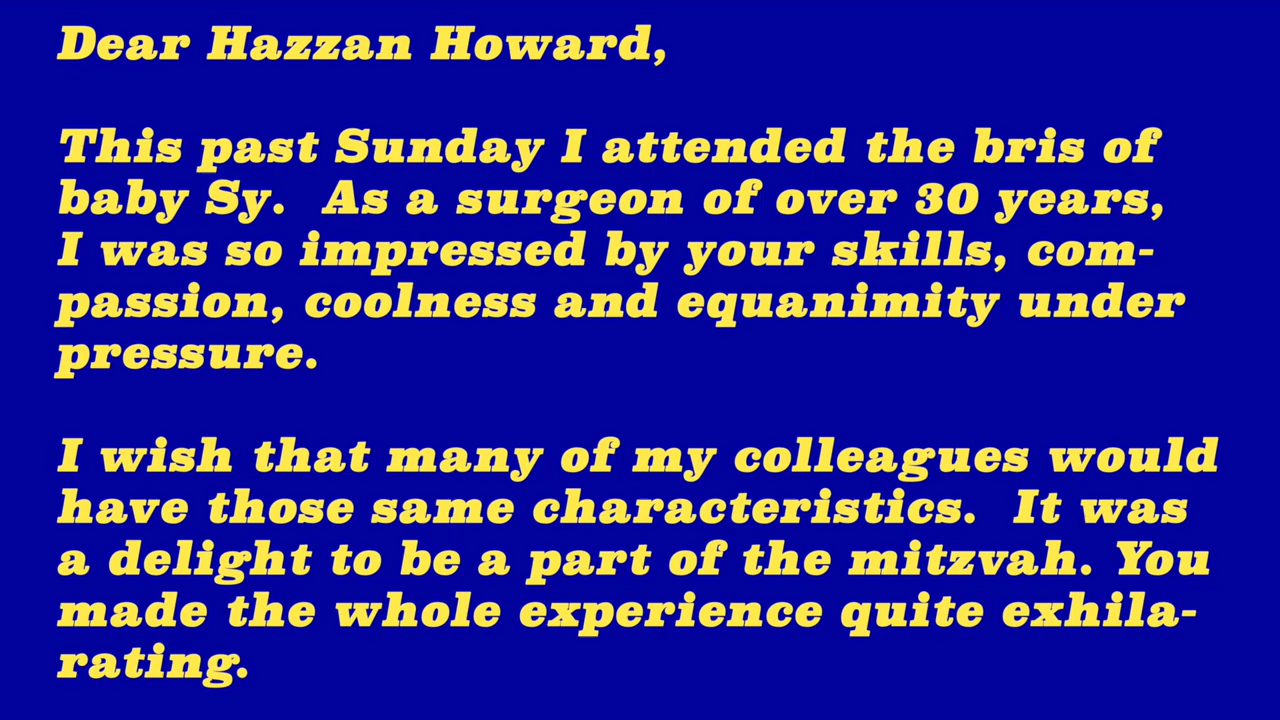 Dear Hazzan Howard,
This past Sunday I attended the bris of
baby Sy.  As a surgeon of over 30 years,
I was so impressed by your skills, com-
passion, coolness and equanimity under
pressure.
I wish that many of my colleagues would
have those same characteristics.  It was
a delight to be a part of the mitzvah. You
made the whole experience quite exhila-
rating.